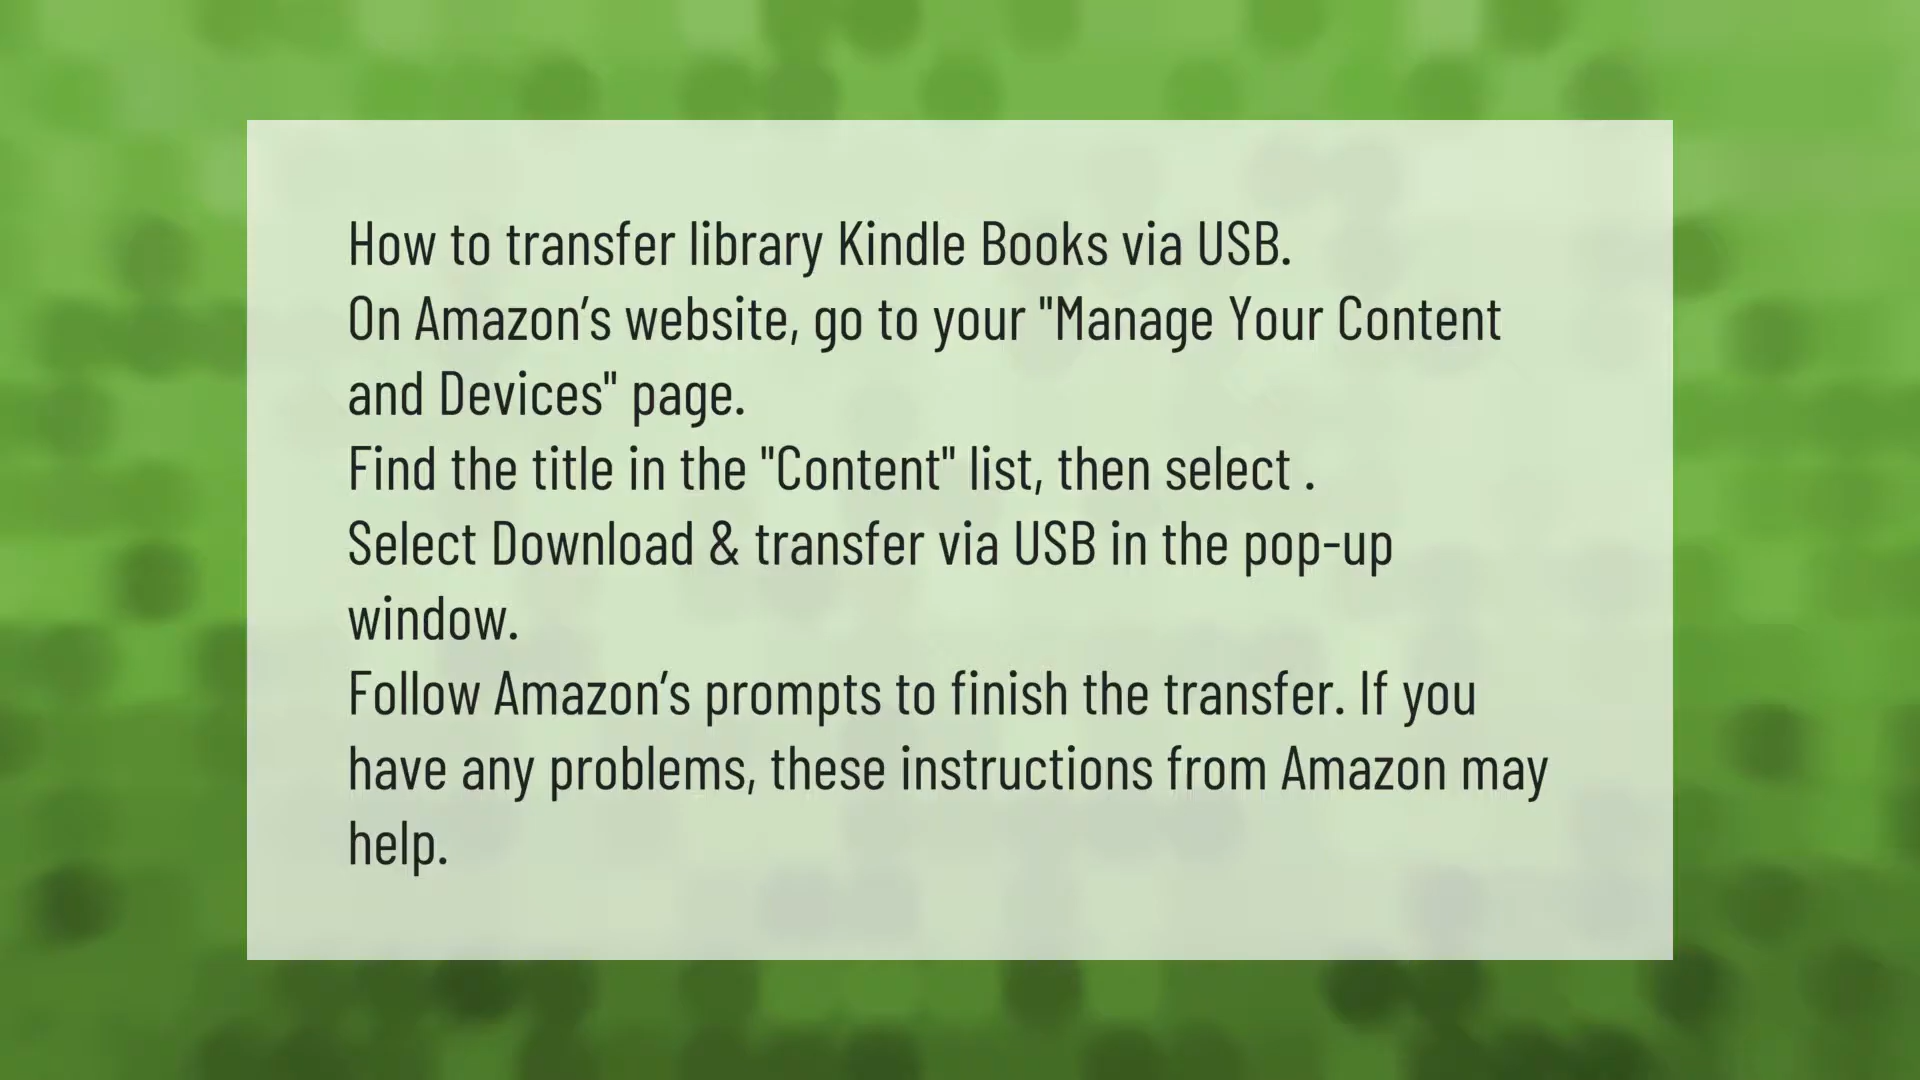 How to transfer library Kindle Books via USB.
On Amazon’s website, go to your "Manage Your Content
and Devices" page.
Find the title in the "Content" list, then select .
Select Download & transfer via USB in the pop-up
window.
Follow Amazon’s prompts to finish the transfer. If you
have any problems, these instructions from Amazon may
help.